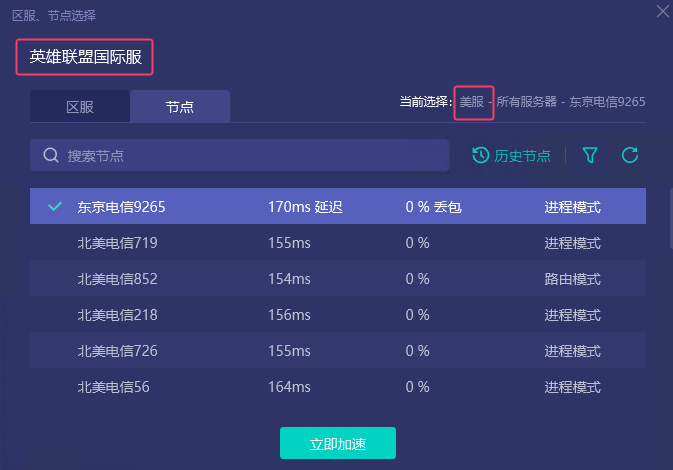 区服、节点选择
英雄联盟国际服
区服 节点 当前选择: 美服 - 所有服务器 - 东京电信9265
搜索节点 历史节点
东京电信9265 170ms 延迟 0 % 丢包 进程模式
北美电信719 155ms 0 % 进程模式
北美电信852 154ms 0 % 路由模式
北美电信218 156ms 0 % 进程模式
北美电信726 155ms 0 % 进程模式
北美电信56 164ms 0 % 进程模式
立即加速